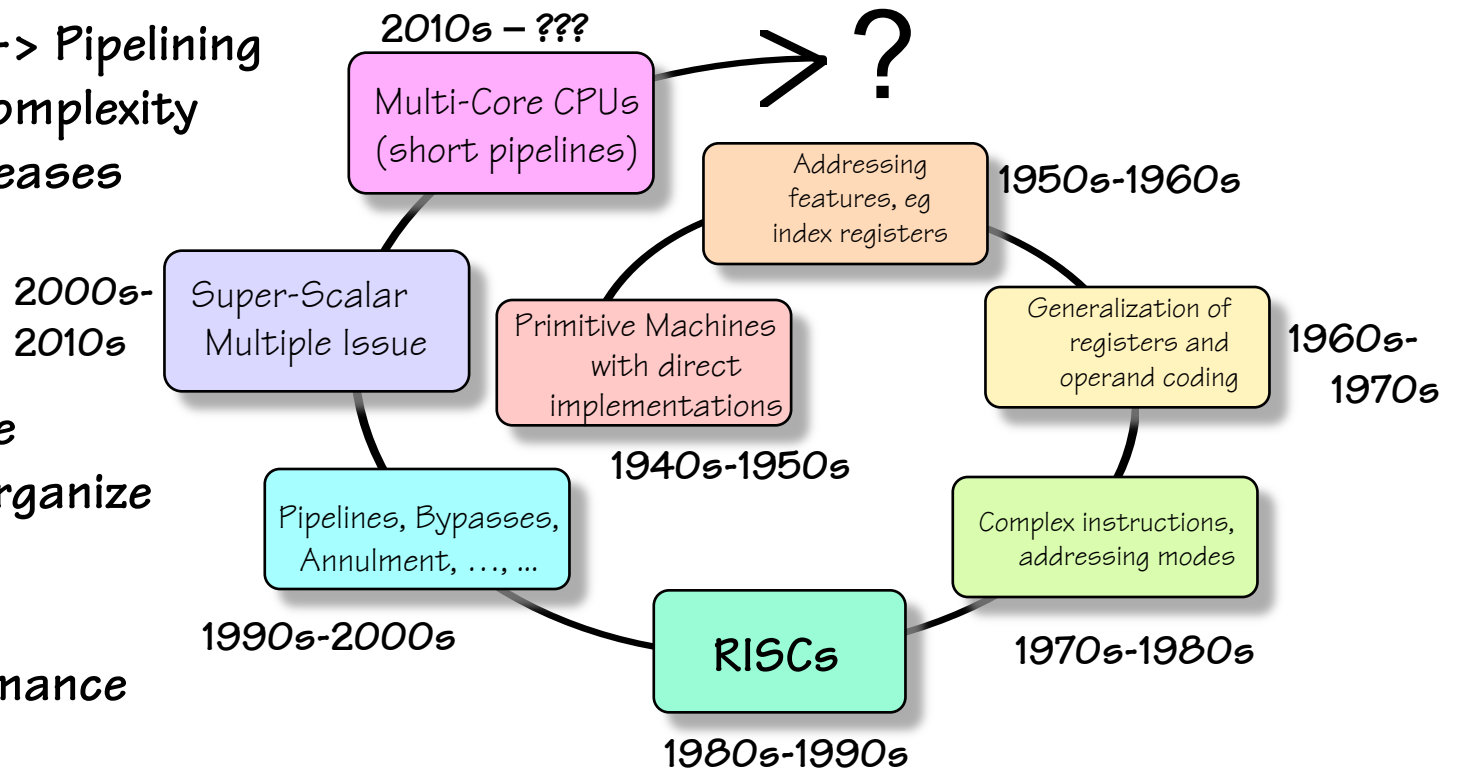 -> Pipelining
omplexity
eases
e
rganize
mance
2010s – ???
Multi-Core CPUs
(short pipelines)
?
Addressing
features, eg
index registers
1950s-1960s
2000s-
2010s
Super-Scalar
Multiple Issue
Primitive Machines
with direct
implementations
1940s-1950s
Generalization of
registers and
operand coding
1960s-
1970s
Pipelines, Bypasses,
Annulment, …, ...
1990s-2000s
Complex instructions,
addressing modes
1970s-1980s
RISCs
1980s-1990s